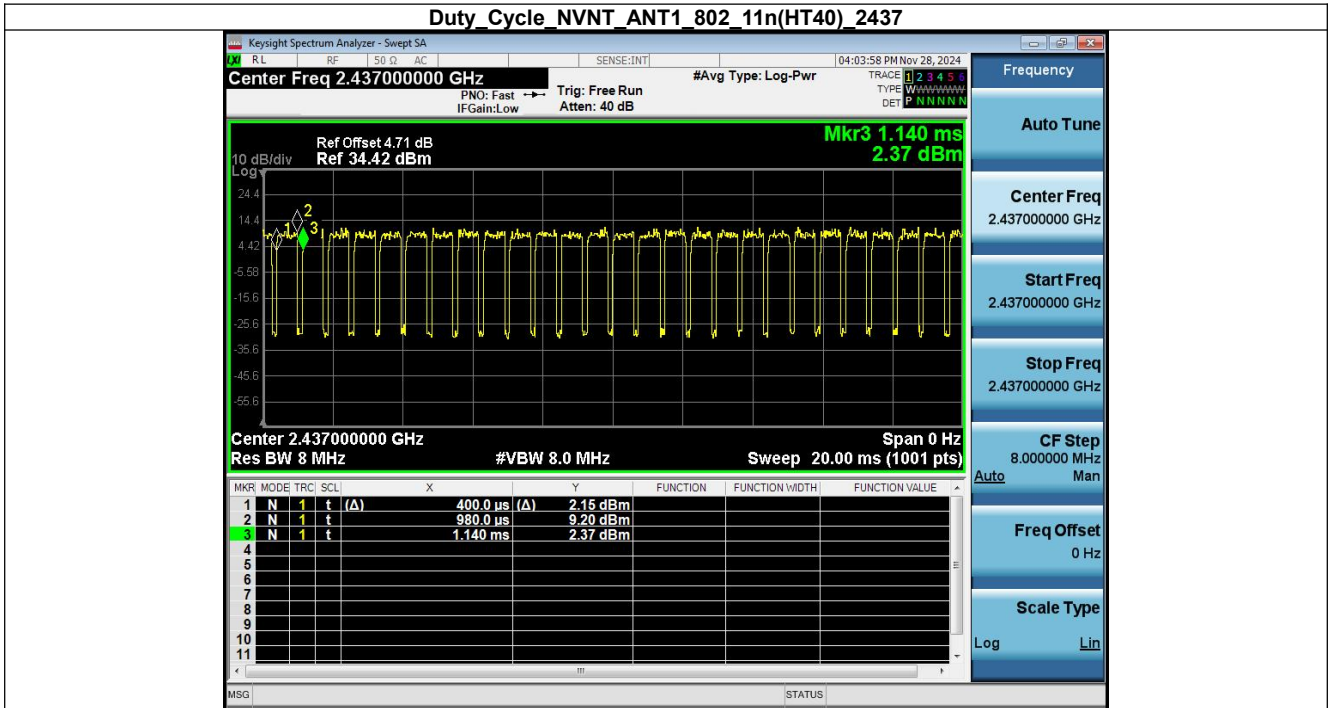 Duty_Cycle_NVNT_ANT1_802_11n(HT40)_2437
Keysight Spectrum Analyzer - Swept SA
LXI RL RF 50 Ω AC SENSE:INT 04:03:58 PM Nov 28, 2024
Center Freq 2.437000000 GHz #Avg Type: Log-Pwr TRACE 1 2 3 4 5 6
PNO: Fast Trig: Free Run TYPE WWWWWW
IFGain:Low Atten: 40 dB DET P N N N N N
Mkr3 1.140 ms
Ref Offset 4.71 dB
10 dB/div Ref 34.42 dBm 2.37 dBm
Log
24.4
14.4
4.42
-5.58
-15.6
-25.6
-35.6
-45.6
-55.6
1
2
3
Center 2.437000000 GHz Span 0 Hz
Res BW 8 MHz #VBW 8.0 MHz Sweep 20.00 ms (1001 pts)
MKR MODE TRC SCL X Y FUNCTION FUNCTION WIDTH FUNCTION VALUE
1 N 1 t (Δ) 400.0 µs (Δ) 2.15 dBm
2 N 1 t 980.0 µs 9.20 dBm
3 N 1 t 1.140 ms 2.37 dBm
4
5
6
7
8
9
10
11
MSG STATUS
Frequency
Auto Tune
Center Freq
2.437000000 GHz
Start Freq
2.437000000 GHz
Stop Freq
2.437000000 GHz
CF Step
8.000000 MHz
Auto Man
Freq Offset
0 Hz
Scale Type
Log Lin